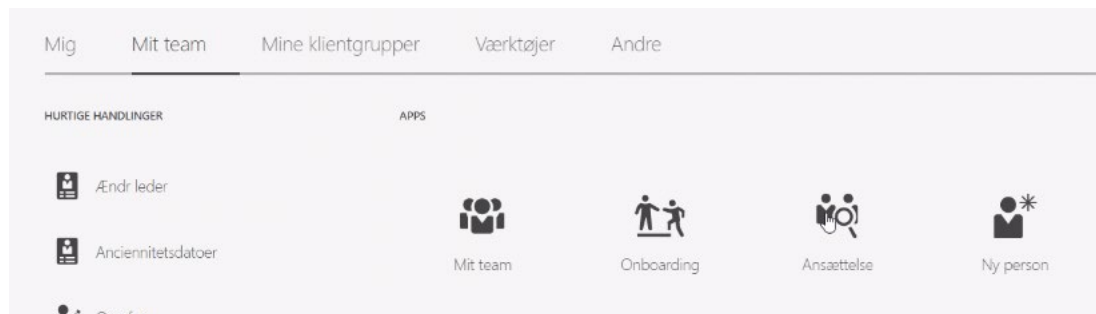 Mig Mit team Mine klientgrupper Værktøjer Andre
HURTIGE HANDLINGER
APPS
Ændr leder
Anciennitetsdatoer
Mit team Onboarding Ansættelse Ny person